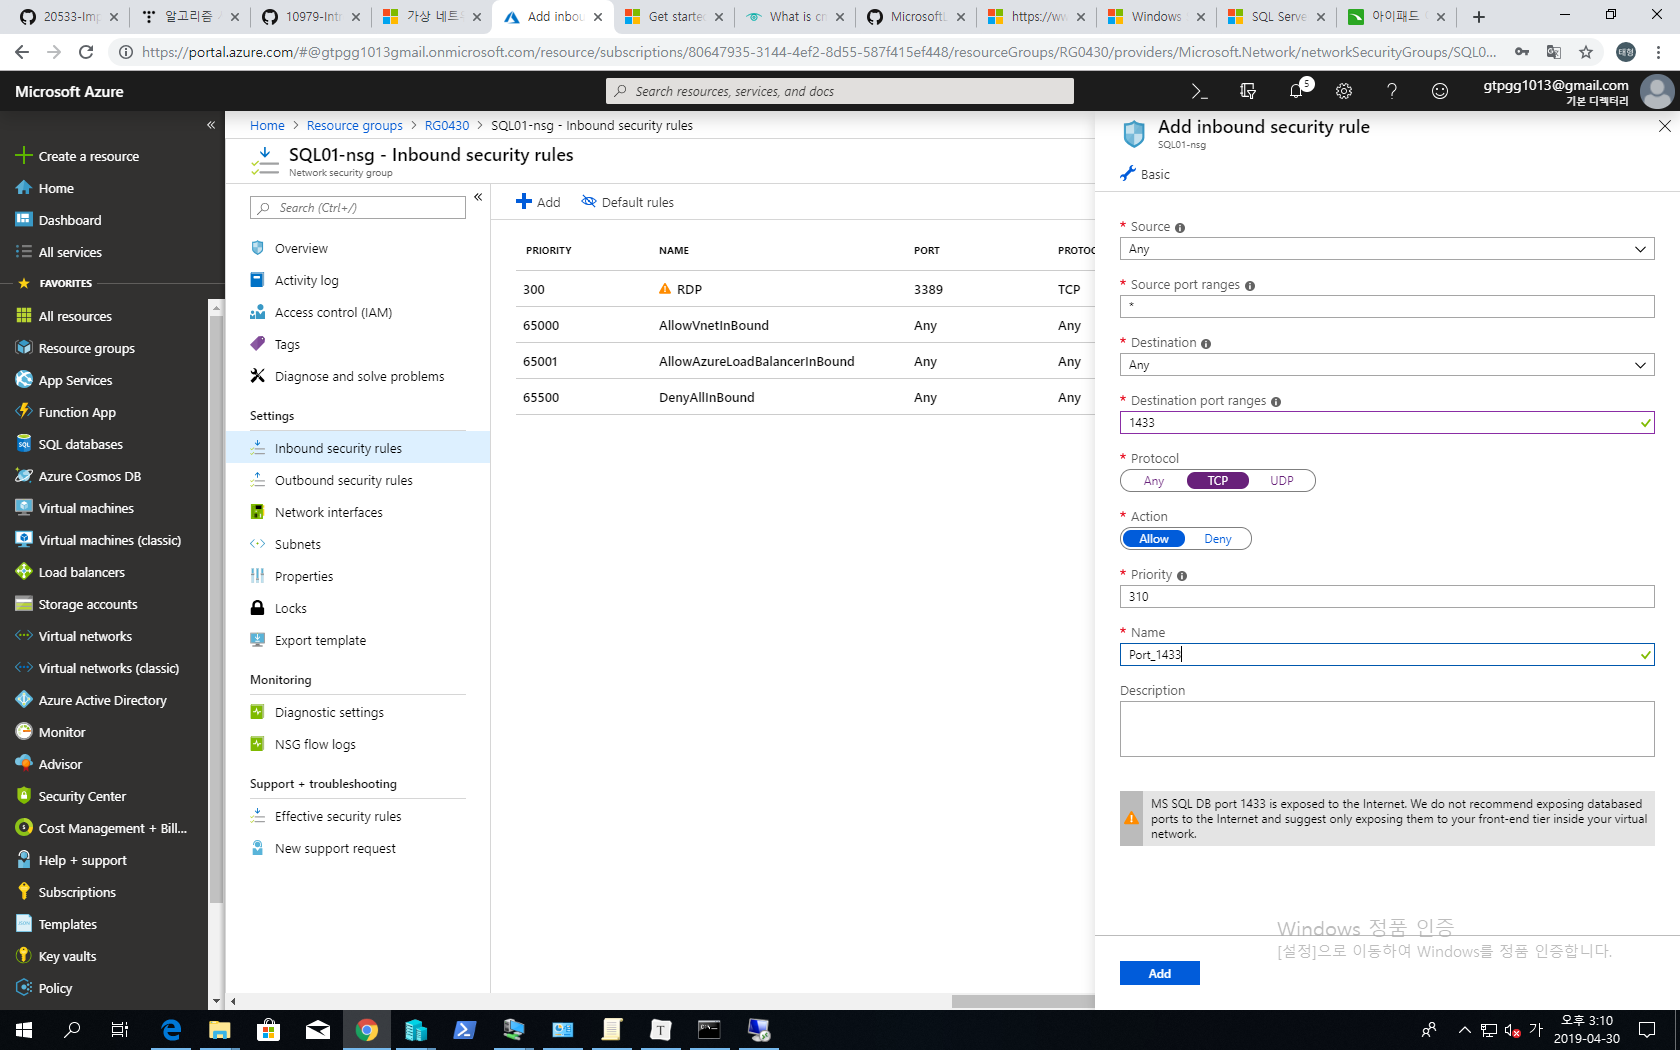 20533-Imp
알고리즘
10979-Intr
가상 네트
Add inbou
Get starte
What is cr
MicrosoftL
https://ww
Windows
SQL Serve
아이패드
https://portal.azure.com/#@gtpgg1013gmail.onmicrosoft.com/resource/subscriptions/80647935-3144-4ef2-8d55-587f415ef448/resourceGroups/RG0430/providers/Microsoft.Network/networkSecurityGroups/SQL0...
태형
Microsoft Azure
Search resources, services, and docs
5
gtpgg1013@gmail.com
기본 디렉터리
Create a resource
Home
Dashboard
All services
FAVORITES
All resources
Resource groups
App Services
Function App
SQL databases
Azure Cosmos DB
Virtual machines
Virtual machines (classic)
Load balancers
Storage accounts
Virtual networks
Virtual networks (classic)
Azure Active Directory
Monitor
Advisor
Security Center
Cost Management + Bill...
Help + support
Subscriptions
Templates
Key vaults
Policy
Home > Resource groups > RG0430 > SQL01-nsg - Inbound security rules
SQL01-nsg - Inbound security rules
Network security group
Search (Ctrl+/)
Overview
Activity log
Access control (IAM)
Tags
Diagnose and solve problems
Settings
Inbound security rules
Outbound security rules
Network interfaces
Subnets
Properties
Locks
Export template
Monitoring
Diagnostic settings
NSG flow logs
Support + troubleshooting
Effective security rules
New support request
Add Default rules
PRIORITY NAME PORT PROTOC
300 RDP 3389 TCP
65000 AllowVnetInBound Any Any
65001 AllowAzureLoadBalancerInBound Any Any
65500 DenyAllInBound Any Any
Add inbound security rule
SQL01-nsg
Basic
* Source
Any
* Source port ranges
*
* Destination
Any
* Destination port ranges
1433
* Protocol
Any TCP UDP
* Action
Allow Deny
* Priority
310
* Name
Port_1433
Description
MS SQL DB port 1433 is exposed to the Internet. We do not recommend exposing databased
ports to the Internet and suggest only exposing them to your front-end tier inside your virtual
network.
Windows 정품 인증
[설정]으로 이동하여 Windows를 정품 인증합니다.
Add
가
오후 3:10
2019-04-30